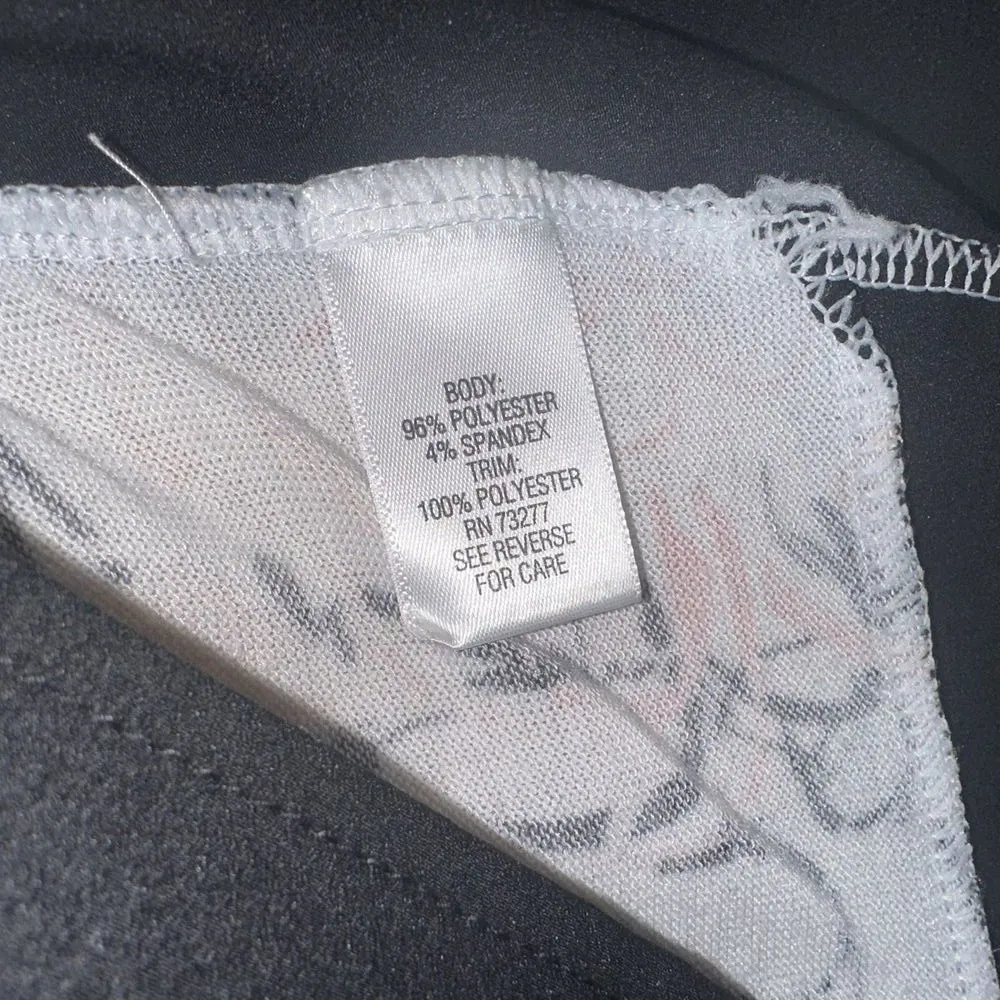 BODY:
96% POLYESTER
4% SPANDEX
TRIM:
100% POLYESTER
RN 73277
SEE REVERSE
FOR CARE